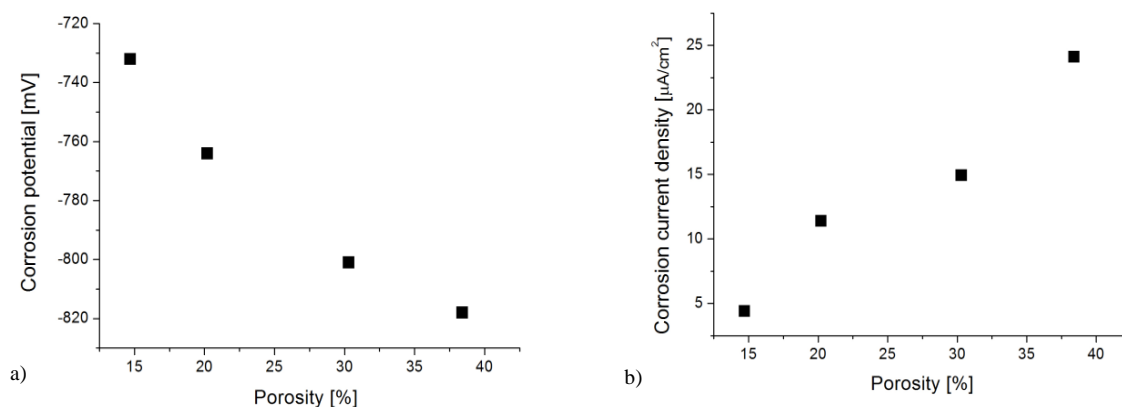 -720
-740
-760
-780
-800
-820
Corrosion potential [mV]
15 20 25 30 35 40
Porosity [%]
a)
25
20
15
10
5
Corrosion current density [µA/cm²]
15 20 25 30 35 40
Porosity [%]
b)